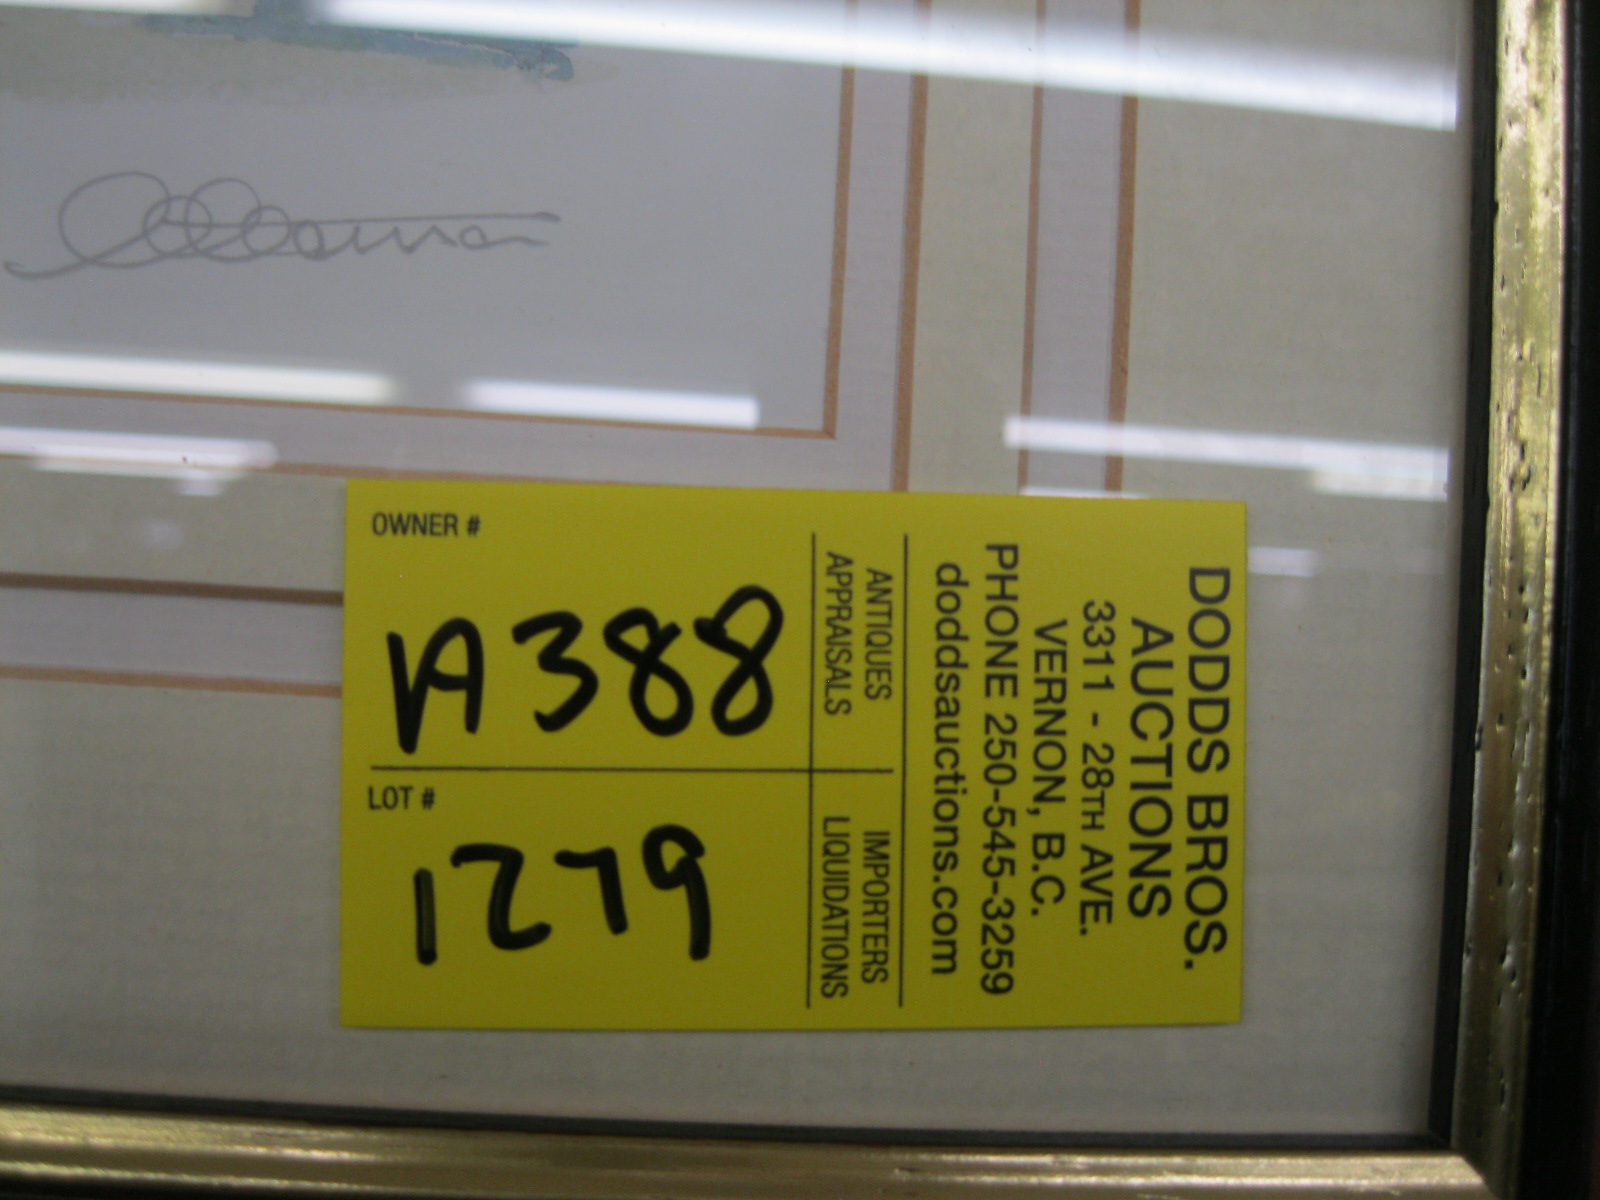 OWNER #
A388
LOT #
1279
ANTIQUES
APPRAISALS
IMPORTERS
LIQUIDATIONS
DODDS BROS.
AUCTIONS
3311 - 28TH AVE.
VERNON, B.C.
PHONE 250-545-3259
doddsauctions.com